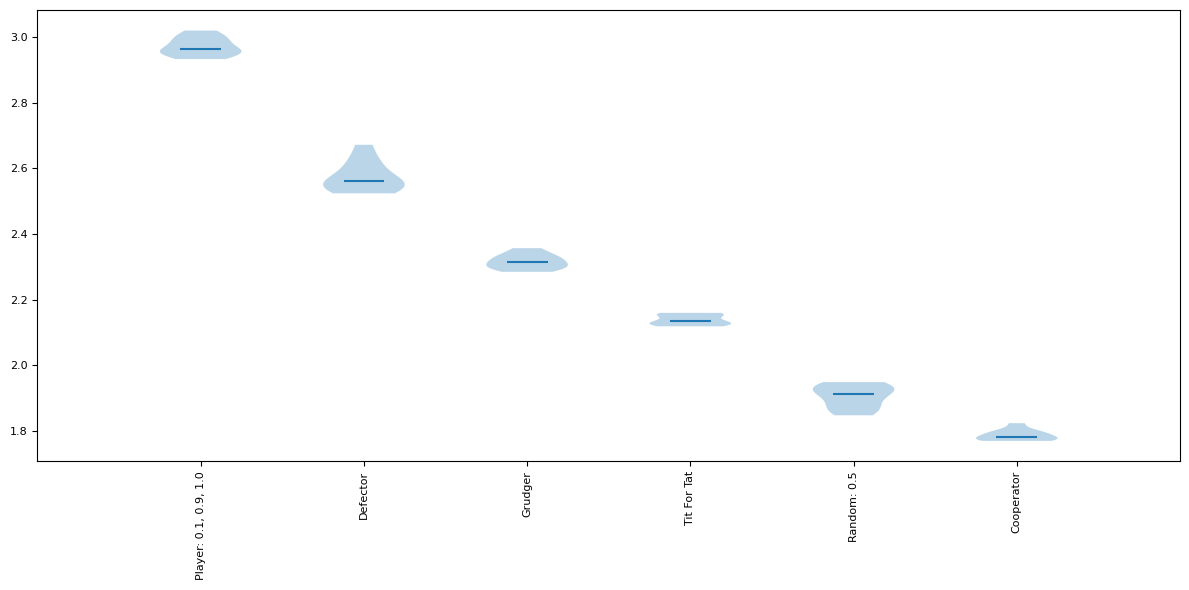 3.0
2.8
2.6
2.4
2.2
2.0
1.8
Player: 0.1, 0.9, 1.0
Defector
Grudger
Tit For Tat
Random: 0.5
Cooperator